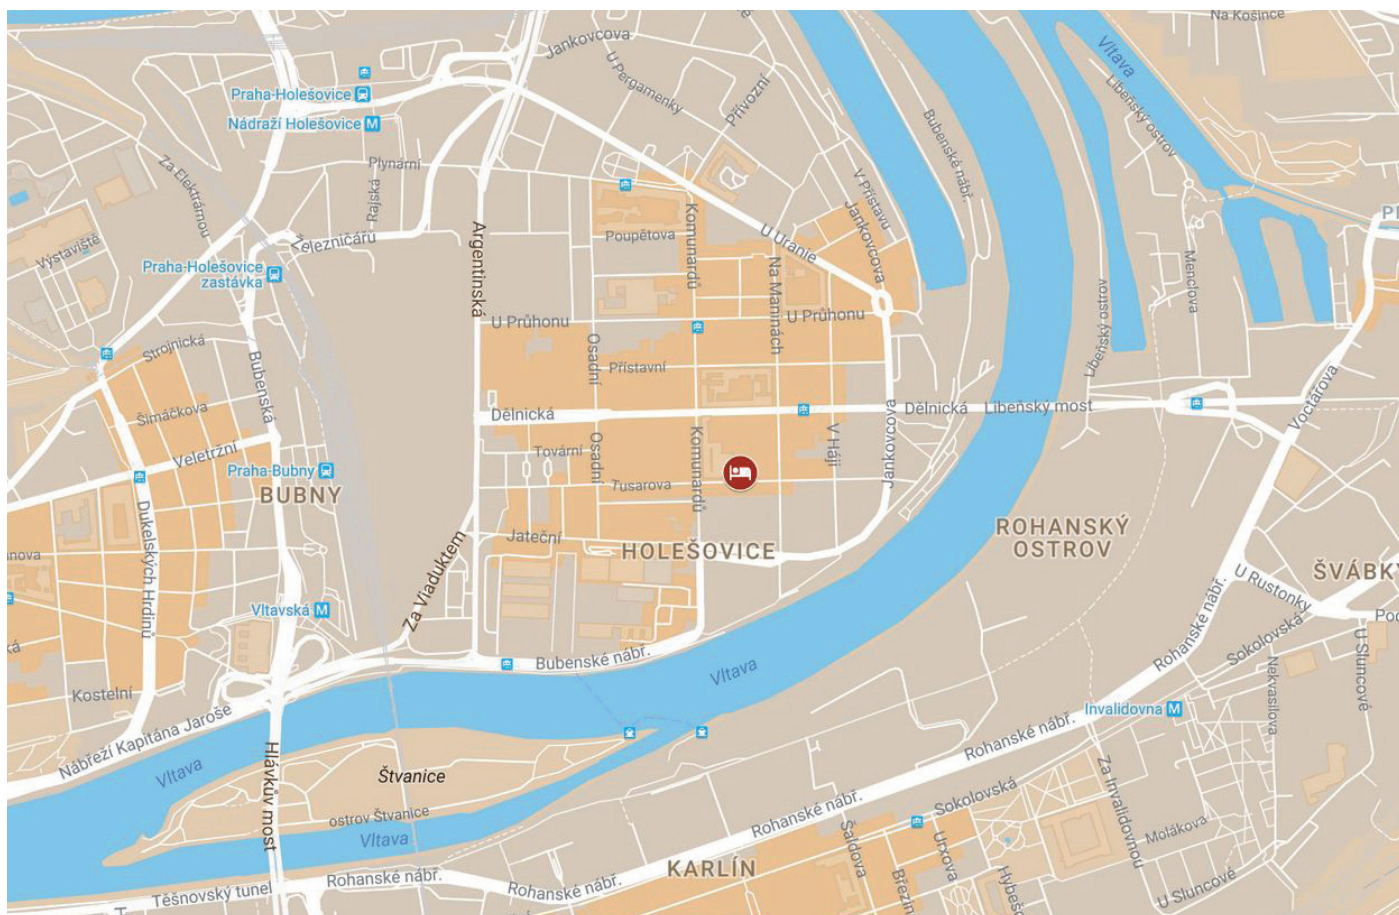 Na Košince
Jankovcova
Vltava
U Pergamenky
Libeňský ostrov
Praha-Holešovice
Přívozní
Bubenské nábř.
Nádraží Holešovice M
Plynární
Za Elektrárnou
Rajská
V Přístavu
Jankovcova
Komunardů
Poupětova
U Uranie
Železničářů
Výstaviště
Argentinská
Praha-Holešovice
zastávka
Na Maninách
Menclova
Libeňský ostrov
U Průhonu
U Průhonu
Strojnická
Osadní
Bubenská
Přístavní
Voctářova
Šimáčkova
Dělnická
Dělnická
Libeňský most
Jankovcova
Veletržní
Tovární
Osadní
Komunardů
V Háji
Praha-Bubny
BUBNY
Tusarova
Dukelských Hrdinů
ROHANSKÝ
OSTROV
Jateční
HOLEŠOVICE
ŠVÁBKY
U Rustonky
Za Viaduktem
Vltavská M
Rohanské nábř.
Sokolovská
U Sluncové
Bubenské nábř.
Vltava
Nekvasilova
Kostelní
Invalidovna M
Nábřeží Kapitána Jaroše
Hlávkův most
Rohanské nábř.
Vltava
Štvanice
Za Invalidovnou
Sokolovská
ostrov Štvanice
Rohanské nábř.
Vltava
Šaldova
Urxova
Molákova
KARLÍN
Březin
Hybeš
Rohanské nábř.
Rohanské nábř.
Těšnovský tunel
U Sluncové